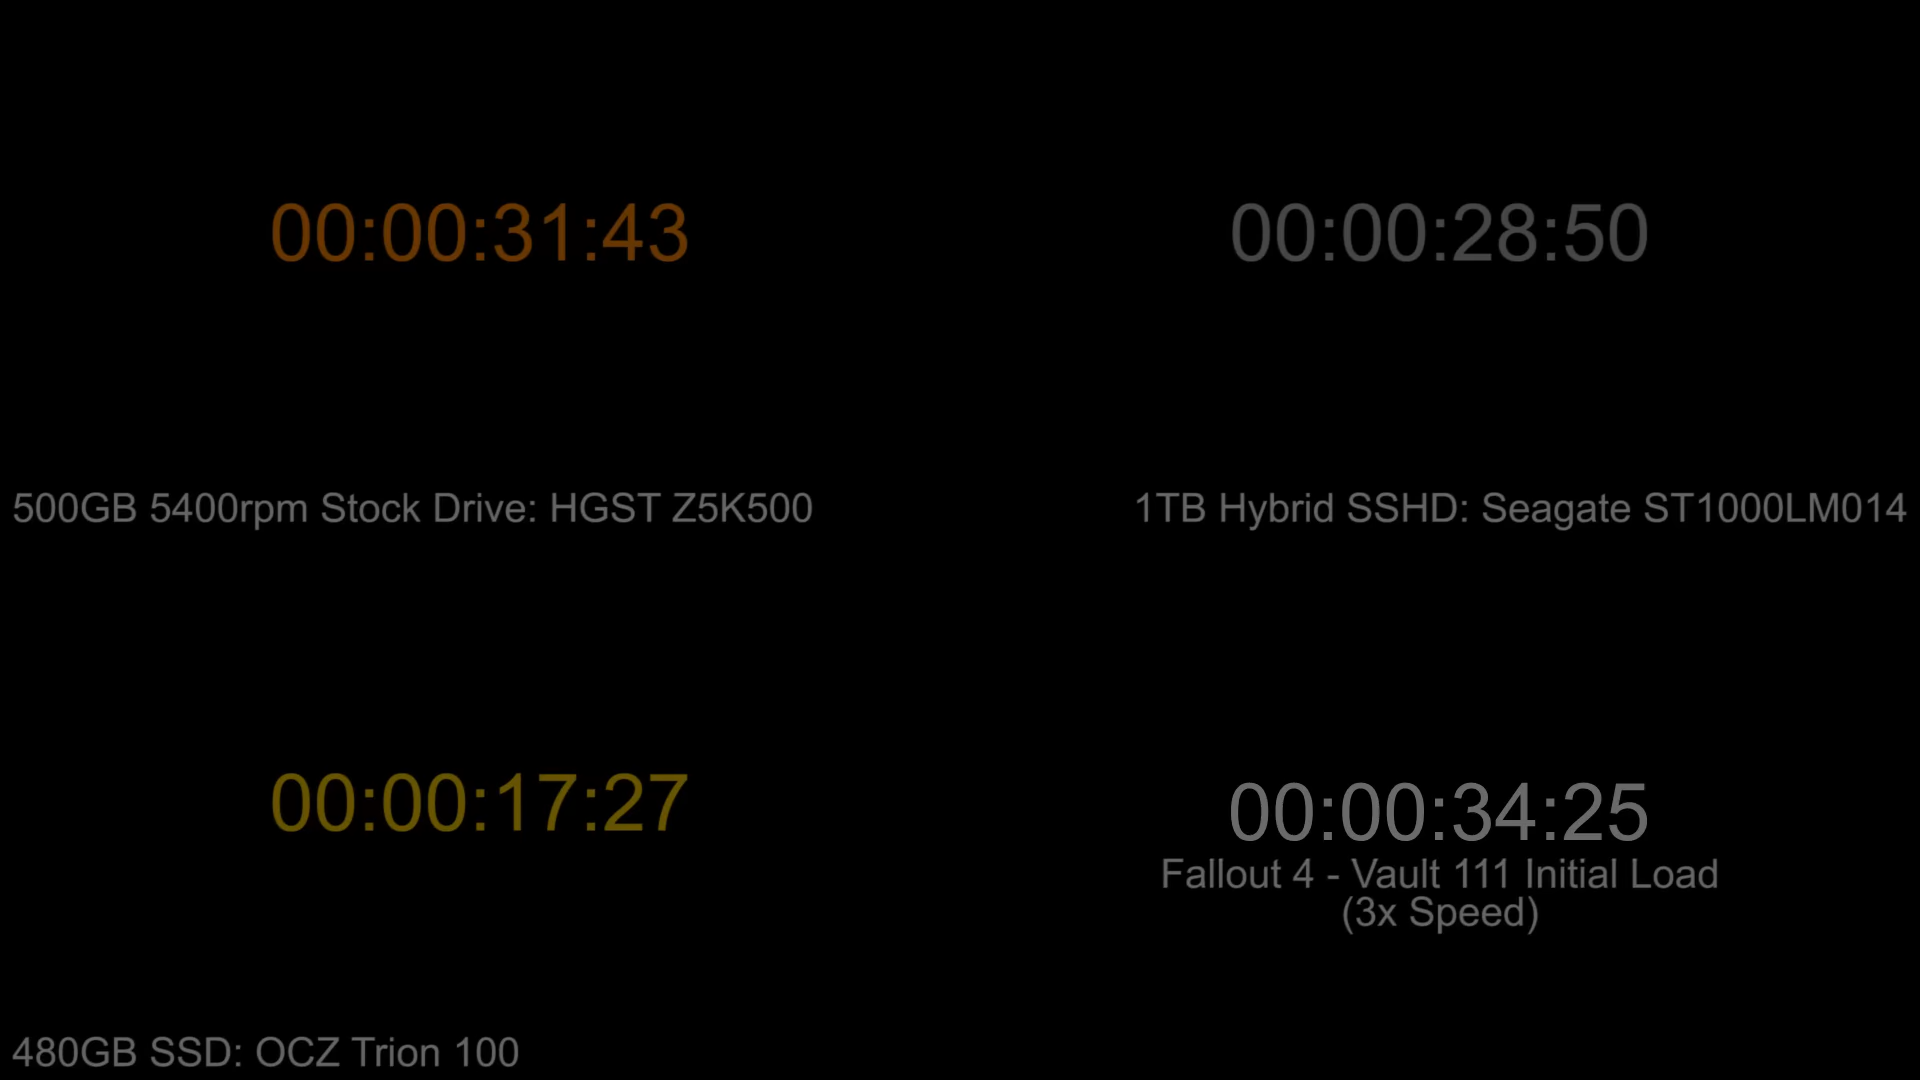 00:00:31:43
00:00:28:50
500GB 5400rpm Stock Drive: HGST Z5K500
1TB Hybrid SSHD: Seagate ST1000LM014
00:00:17:27
00:00:34:25
Fallout 4 - Vault 111 Initial Load
(3x Speed)
480GB SSD: OCZ Trion 100